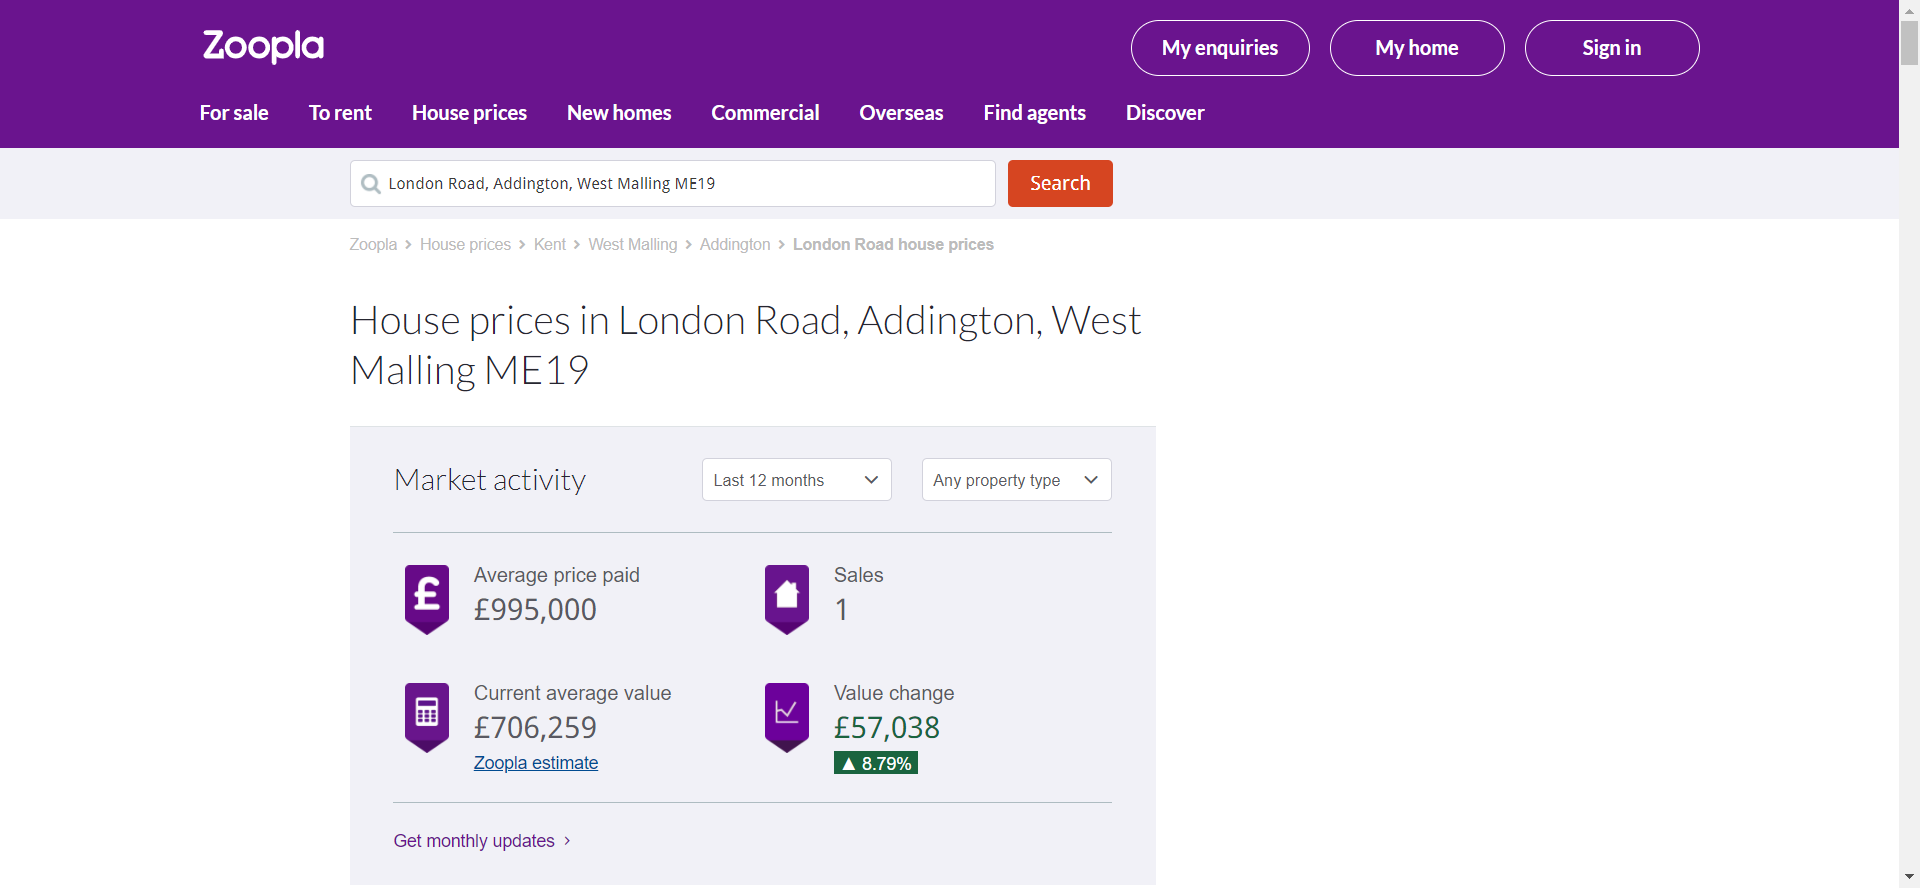 Zoopla
My enquiries
My home
Sign in
For sale
To rent
House prices
New homes
Commercial
Overseas
Find agents
Discover
London Road, Addington, West Malling ME19
Search
Zoopla > House prices > Kent > West Malling > Addington > London Road house prices
House prices in London Road, Addington, West
Malling ME19
Market activity
Last 12 months
Any property type
£
Average price paid
£995,000
Sales
1
Current average value
£706,259
Zoopla estimate
Value change
£57,038
▲ 8.79%
Get monthly updates >